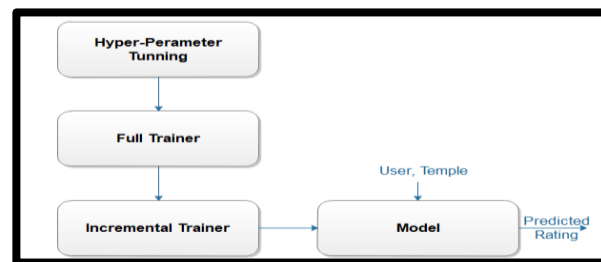 Hyper-Perameter
Tunning
Full Trainer
User, Temple
Incremental Trainer
Model
Predicted
Rating